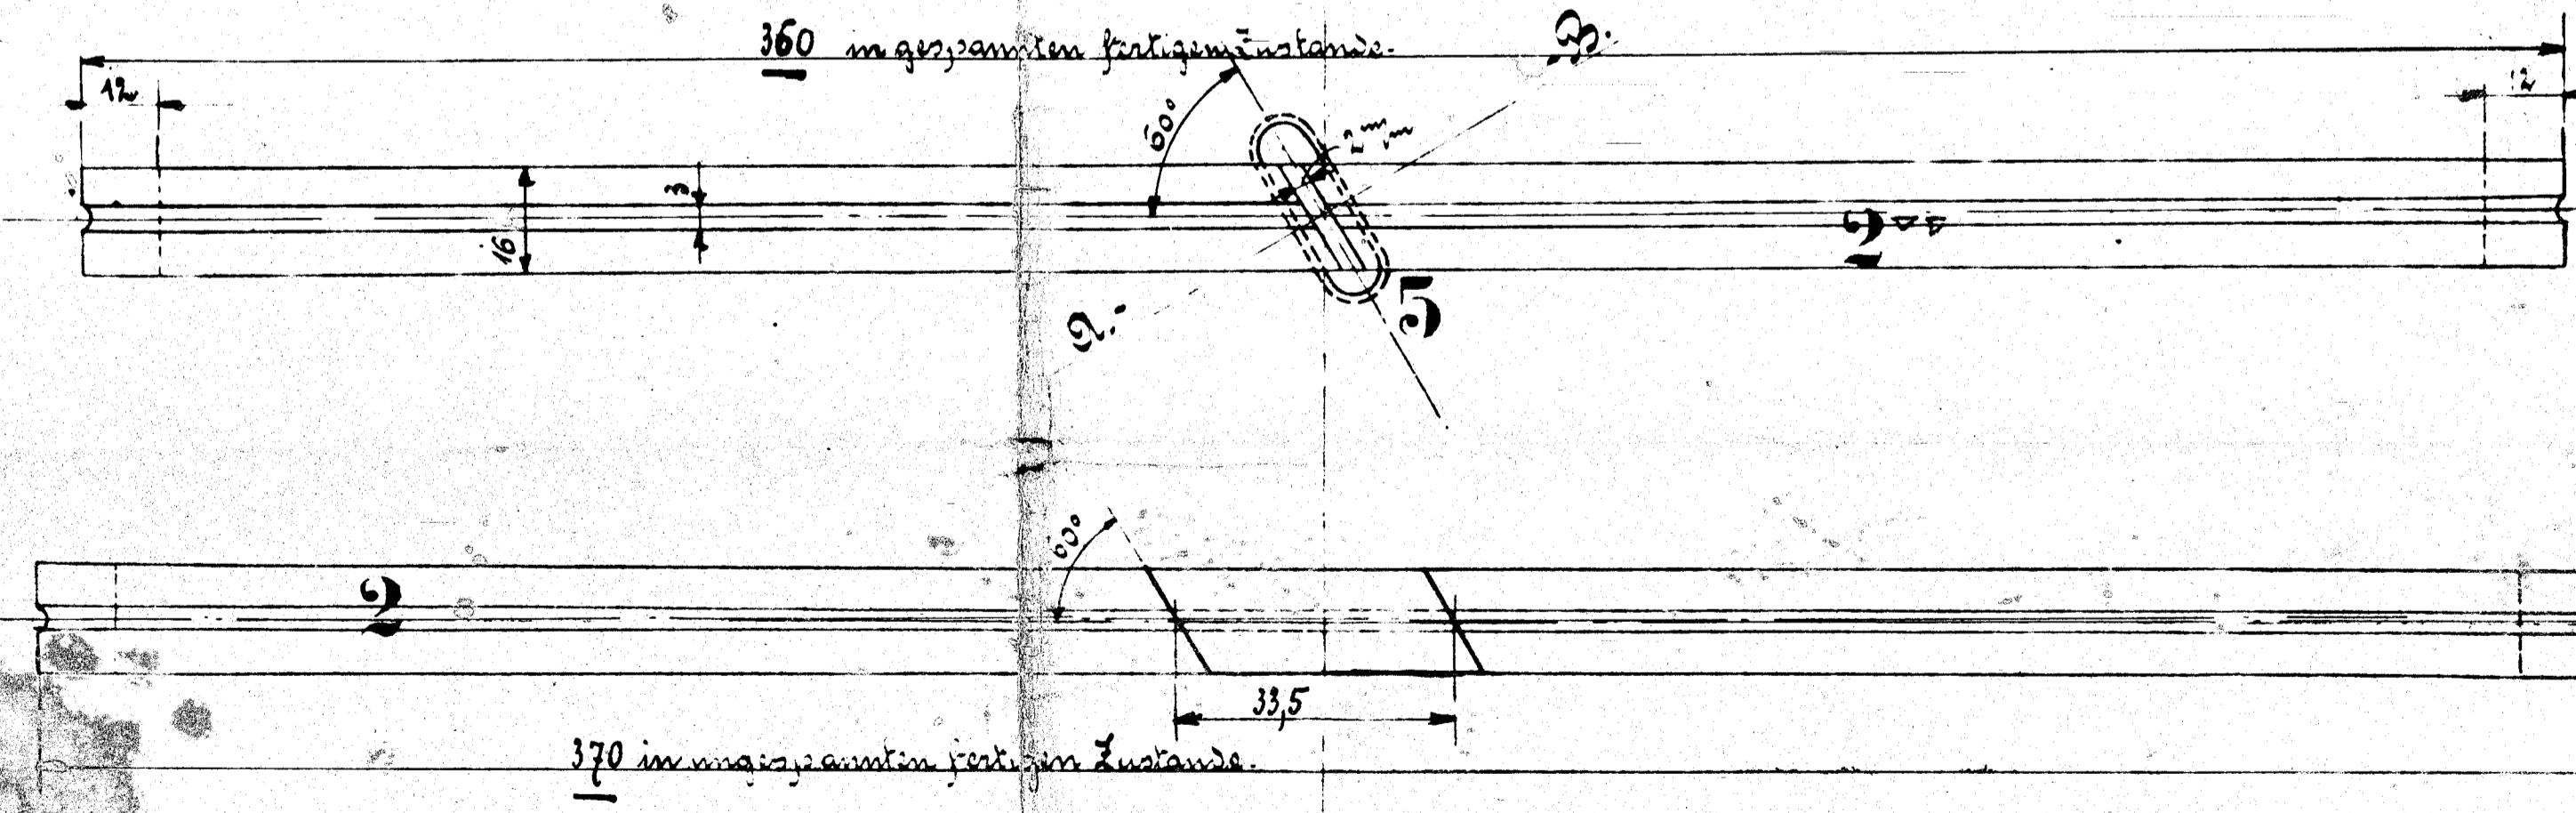 360 in gespannten fertigem Zustande.
B.
12
12
60°
2 m/m
3
16
2
5
A.
60°
2
33,5
370 in ungespannten fertigen Zustande.